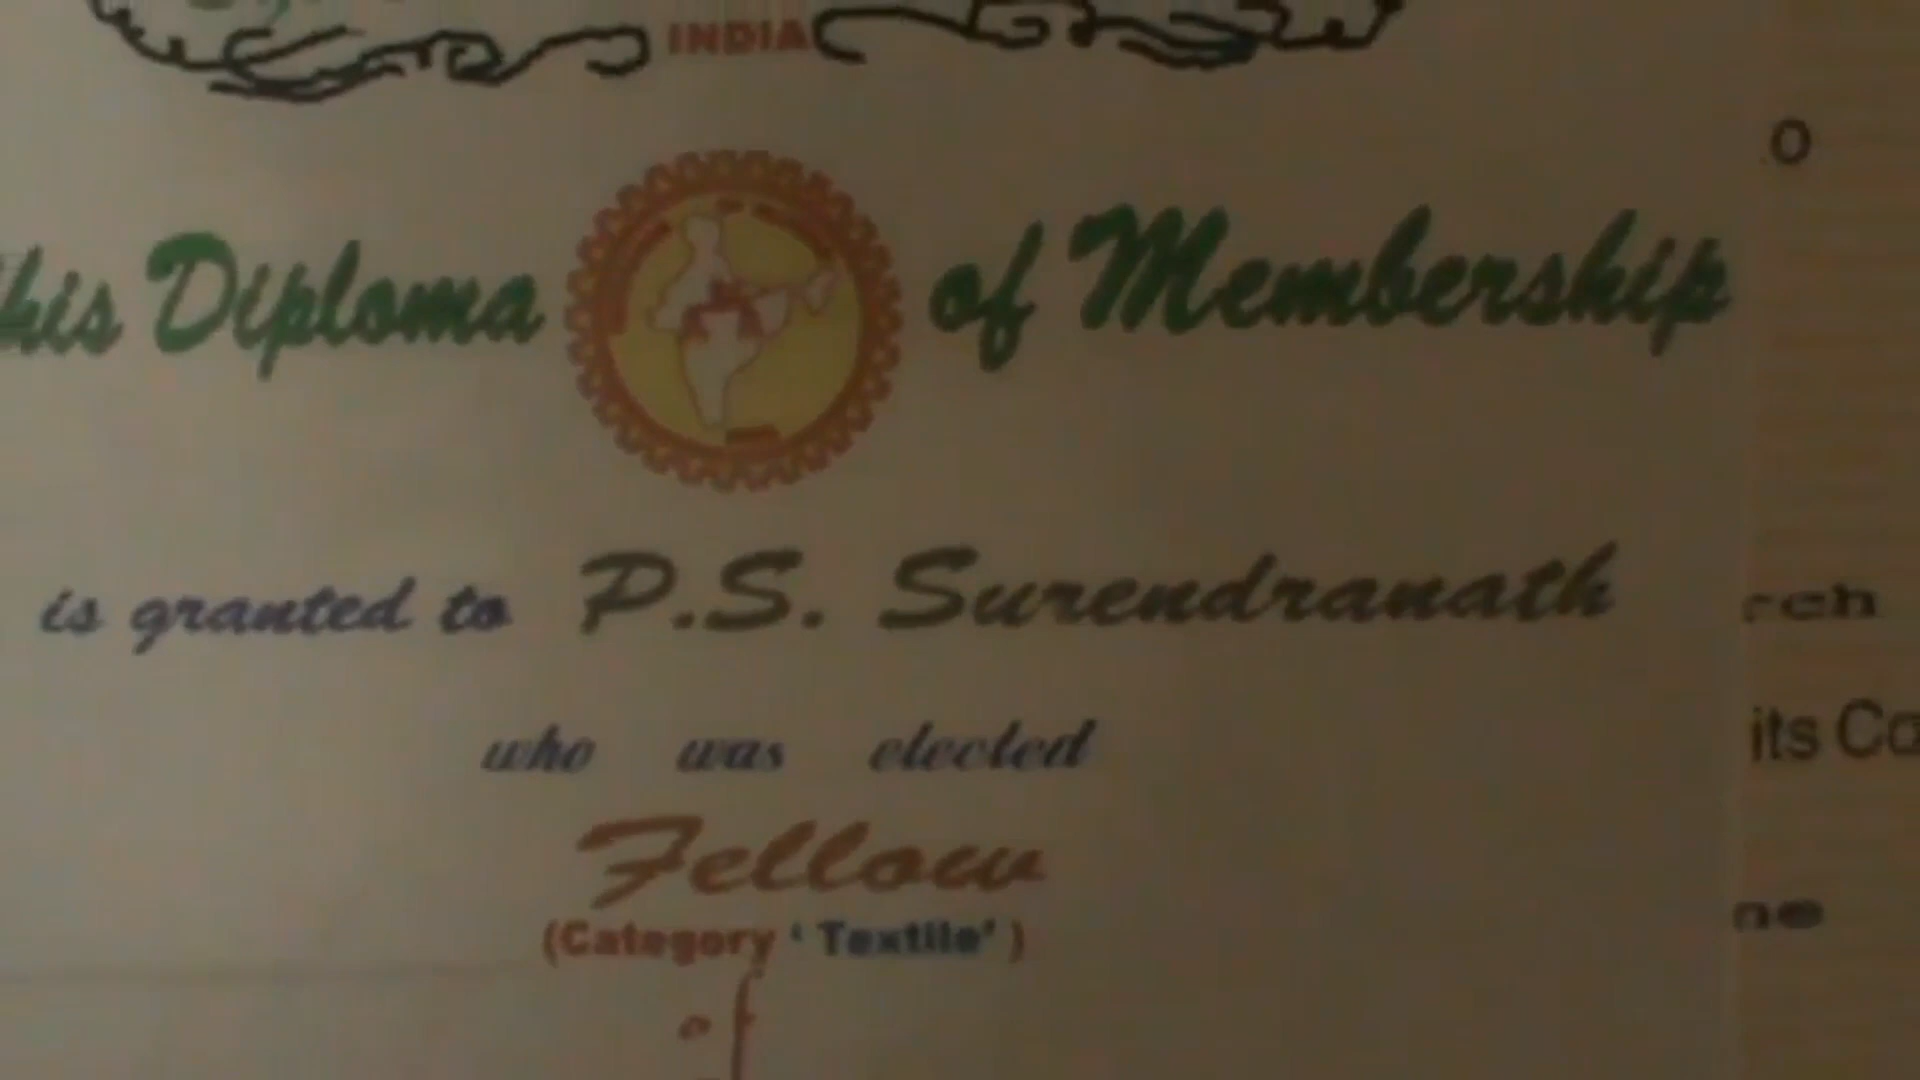 INDIA
his Diploma of Membership
O
is granted to P.S. Surendranath
rch
who was elected
its Co
Fellow
(Category ‘Textile’)
ne
of